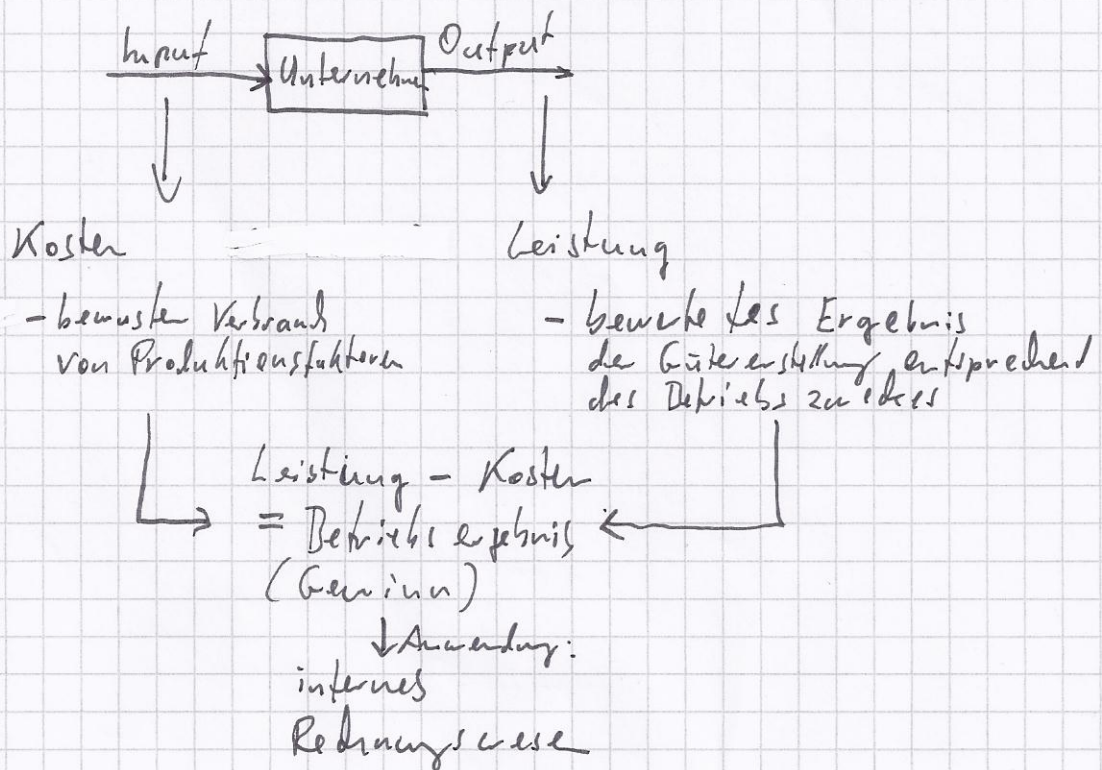 Input
Unternehmen
Output
Kosten
Leistung
- bewusten Verbrauch
von Produktionsfaktoren
- bewertetes Ergebnis
der Gütererstellung entsprechend
des Betriebszweckes
Leistung - Kosten
= Betriebsergebnis
(Gewinn)
Anwendung:
internes
Rechnungswesen